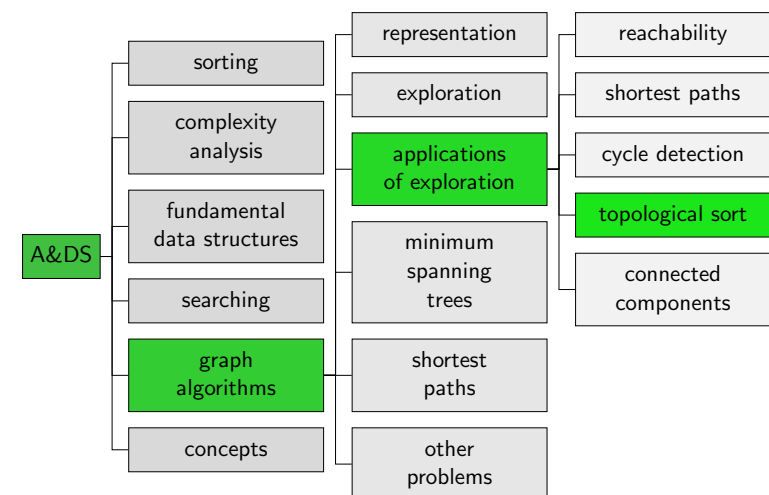 A&DS
sorting
complexity
analysis
fundamental
data structures
searching
graph
algorithms
concepts
representation
exploration
applications
of exploration
minimum
spanning
trees
shortest
paths
other
problems
reachability
shortest paths
cycle detection
topological sort
connected
components